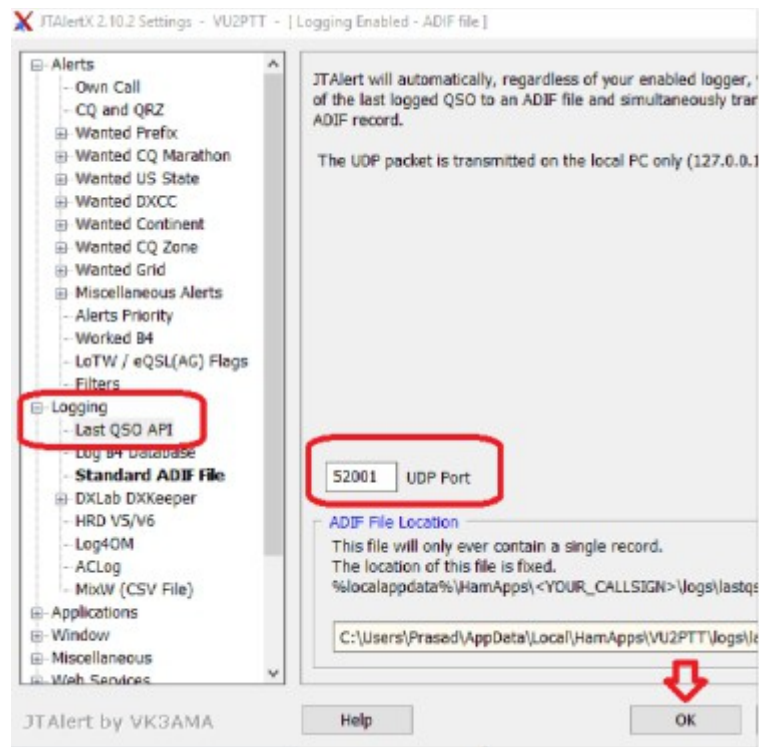 JTAlertX 2.10.2 Settings - VU2PTT - [ Logging Enabled - ADIF file ]
Alerts
Own Call
CQ and QRZ
Wanted Prefix
Wanted CQ Marathon
Wanted US State
Wanted DXCC
Wanted Continent
Wanted CQ Zone
Wanted Grid
Miscellaneous Alerts
Alerts Priority
Worked B4
LoTW / eQSL(AG) Flags
Filters
Logging
Last QSO API
Log B4 Database
Standard ADIF File
DXLab DXKeeper
HRD V5/V6
Log4OM
ACLog
MixW (CSV File)
Applications
Window
Miscellaneous
Web Services
JTAlert by VK3AMA
JTAlert will automatically, regardless of your enabled logger,
of the last logged QSO to an ADIF file and simultaneously
ADIF record.
The UDP packet is transmitted on the local PC only (127.0.0.1
52001 UDP Port
ADIF File Location
This file will only ever contain a single record.
The location of this file is fixed.
%localappdata%\HamApps\<YOUR_CALLSIGN>\logs\lastqs
C:\Users\Prasad\AppData\Local\HamApps\VU2PTT\logs\la
Help
OK